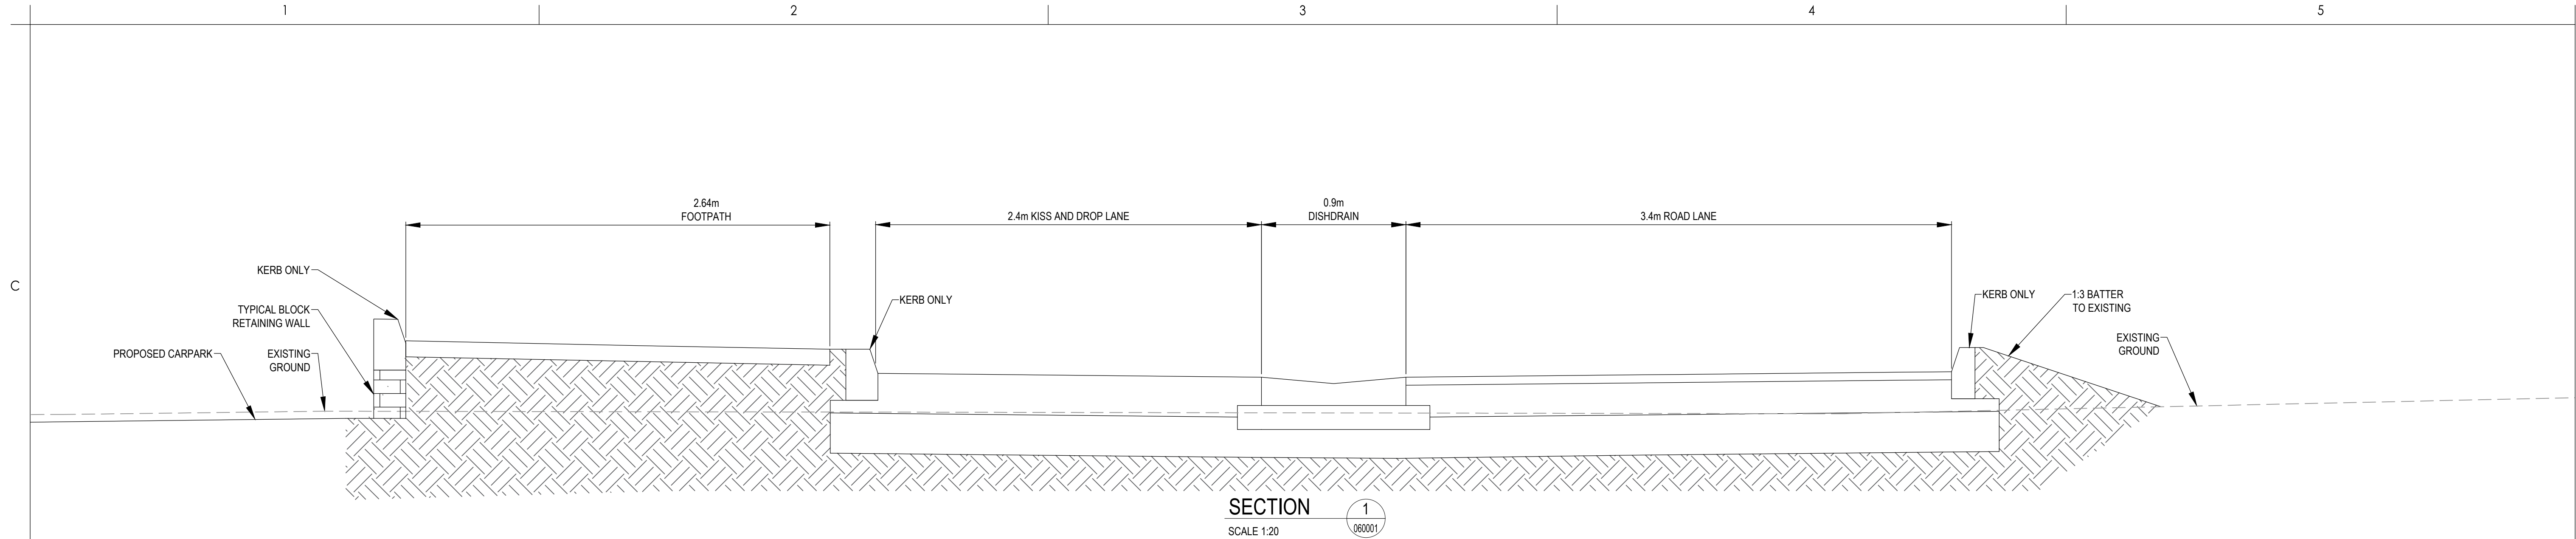 1
2
3
4
5
C
2.64m
FOOTPATH
2.4m KISS AND DROP LANE
0.9m
DISHDRAIN
3.4m ROAD LANE
KERB ONLY
TYPICAL BLOCK
RETAINING WALL
PROPOSED CARPARK
EXISTING
GROUND
KERB ONLY
KERB ONLY
1:3 BATTER
TO EXISTING
EXISTING
GROUND
SECTION
SCALE 1:20
1
060001